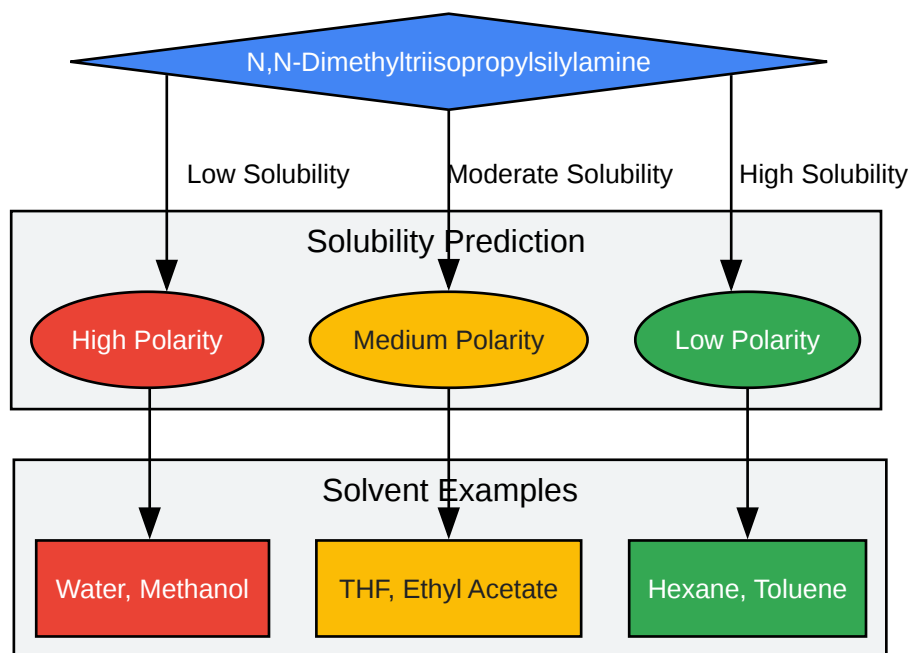 N,N-Dimethyltriisopropylsilylamine
Low Solubility
Moderate Solubility
High Solubility
Solubility Prediction
High Polarity
Medium Polarity
Low Polarity
Solvent Examples
Water, Methanol
THF, Ethyl Acetate
Hexane, Toluene